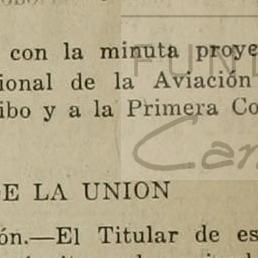 con la minuta proye
ional de la Aviación
ibo y a la Primera Co
DE LA UNION
ón.—El Titular de es